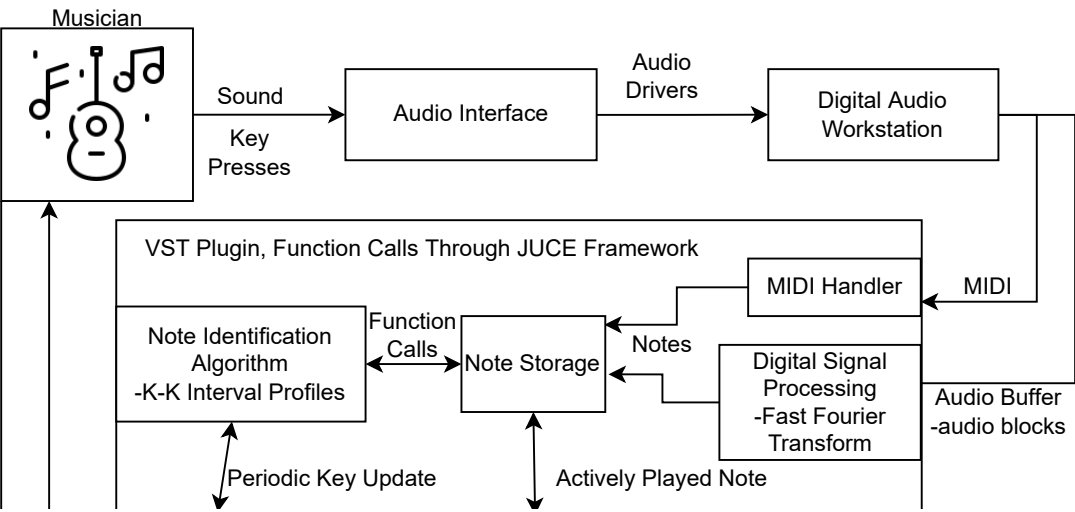 Musician
Sound
Key
Presses
Audio Interface
Audio
Drivers
Digital Audio
Workstation
VST Plugin, Function Calls Through JUCE Framework
MIDI Handler
MIDI
Note Identification
Algorithm
-K-K Interval Profiles
Function
Calls
Note Storage
Notes
Digital Signal
Processing
-Fast Fourier
Transform
Audio Buffer
-audio blocks
Periodic Key Update
Actively Played Note